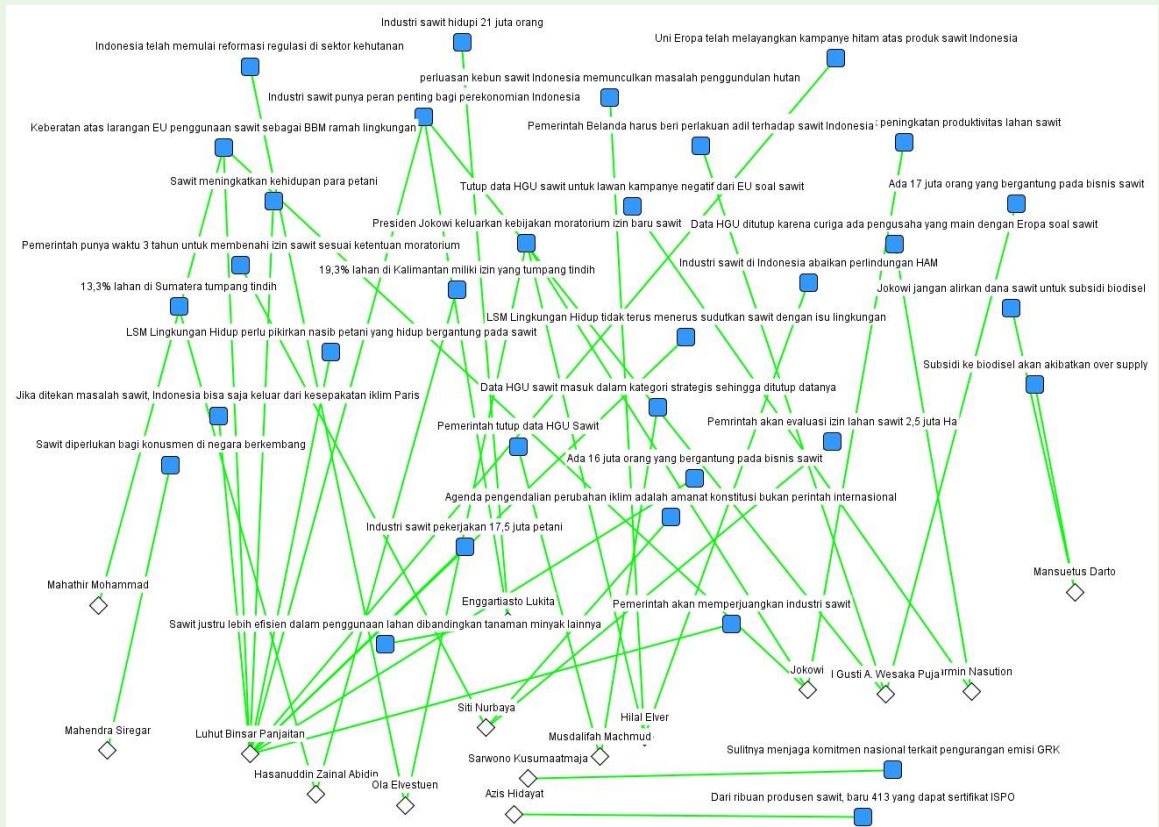 Industri sawit hidupi 21 juta orang
Uni Eropa telah melayangkan kampanye hitam atas produk sawit Indonesia
Indonesia telah memulai reformasi regulasi di sektor kehutanan
perluasan kebun sawit Indonesia memunculkan masalah penggundulan hutan
Industri sawit punya peran penting bagi perekonomian Indonesia
Keberatan atas larangan EU penggunaan sawit sebagai BBM ramah lingkungan
Pemerintah Belanda harus beri perlakuan adil terhadap sawit Indonesia
peningkatan produktivitas lahan sawit
Sawit meningkatkan kehidupan para petani
Tutup data HGU sawit untuk lawan kampanye negatif dari EU soal sawit
Ada 17 juta orang yang bergantung pada bisnis sawit
Presiden Jokowi keluarkan kebijakan moratorium izin baru sawit
Data HGU ditutup karena curiga ada pengusaha yang main dengan Eropa soal sawit
Pemerintah punya waktu 3 tahun untuk membenahi izin sawit sesuai ketentuan moratorium
19,3% lahan di Kalimantan miliki izin yang tumpang tindih
Industri sawit di Indonesia abaikan perlindungan HAM
13,3% lahan di Sumatera tumpang tindih
Jokowi jangan alirkan dana sawit untuk subsidi biodisel
LSM Lingkungan Hidup tidak terus menerus sudutkan sawit dengan isu lingkungan
LSM Lingkungan Hidup perlu pikirkan nasib petani yang hidup bergantung pada sawit
Subsidi ke biodisel akan akibatkan over supply
Data HGU sawit masuk dalam kategori strategis sehingga ditutup datanya
Jika ditekan masalah sawit, Indonesia bisa saja keluar dari kesepakatan iklim Paris
Pemerintah tutup data HGU Sawit
Pemrintah akan evaluasi izin lahan sawit 2,5 juta Ha
Sawit diperlukan bagi konusmen di negara berkembang
Ada 16 juta orang yang bergantung pada bisnis sawit
Agenda pengendalian perubahan iklim adalah amanat konstitusi bukan perintah internasional
Industri sawit pekerjakan 17,5 juta petani
Mahathir Mohammad
Mansuetus Darto
Enggartiasto Lukita
Pemerintah akan memperjuangkan industri sawit
Sawit justru lebih efisien dalam penggunaan lahan dibandingkan tanaman minyak lainnya
Jokowi
I Gusti A. Wesaka Puja
Nasution
Siti Nurbaya
Hilal Elver
Mahendra Siregar
Luhut Binsar Panjaitan
Musdalifah Machmud
Sulitnya menjaga komitmen nasional terkait pengurangan emisi GRK
Sarwono Kusumaatmaja
Hasanuddin Zainal Abidin
Ola Elvestuen
Azis Hidayat
Dari ribuan produsen sawit, baru 413 yang dapat sertifikat ISPO